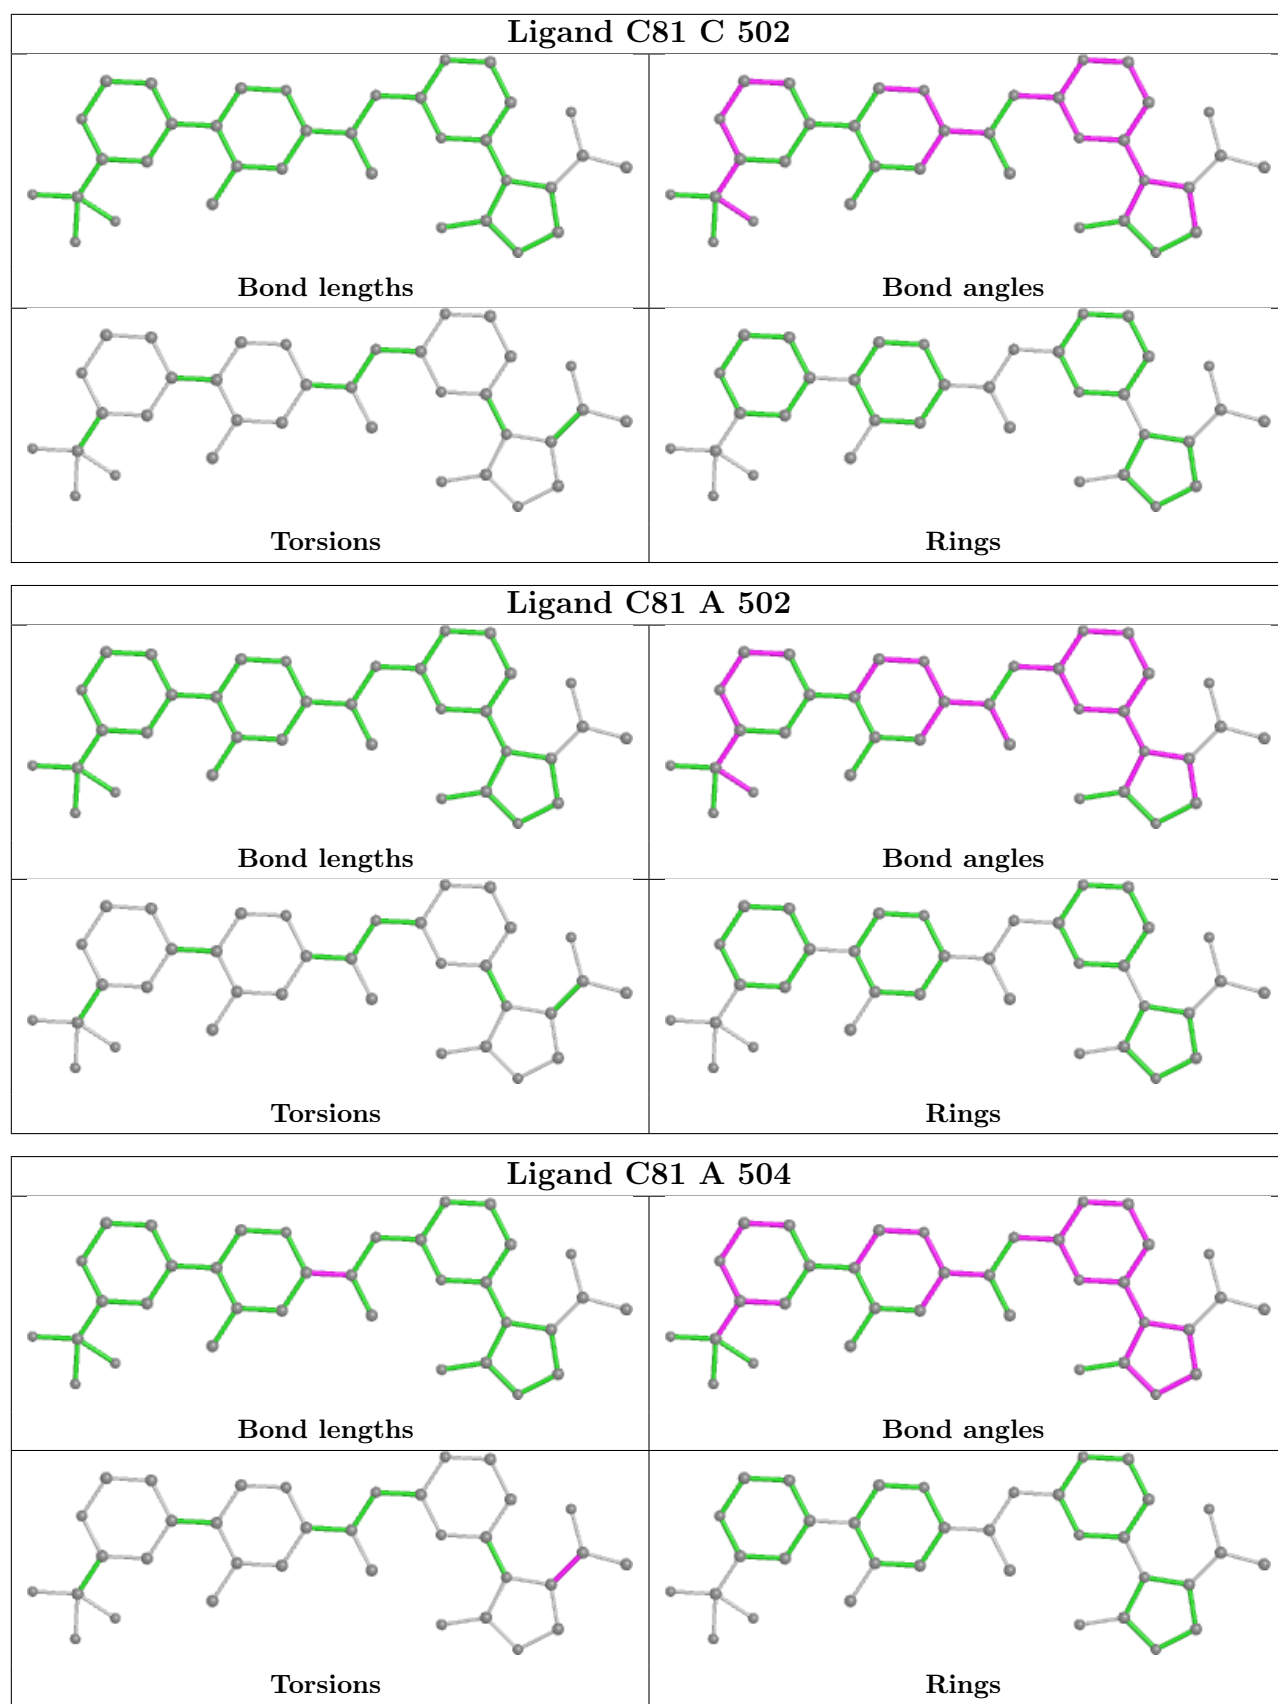 Ligand C81 C 502
Bond lengths
Bond angles
Torsions
Rings
Ligand C81 A 502
Bond lengths
Bond angles
Torsions
Rings
Ligand C81 A 504
Bond lengths
Bond angles
Torsions
Rings